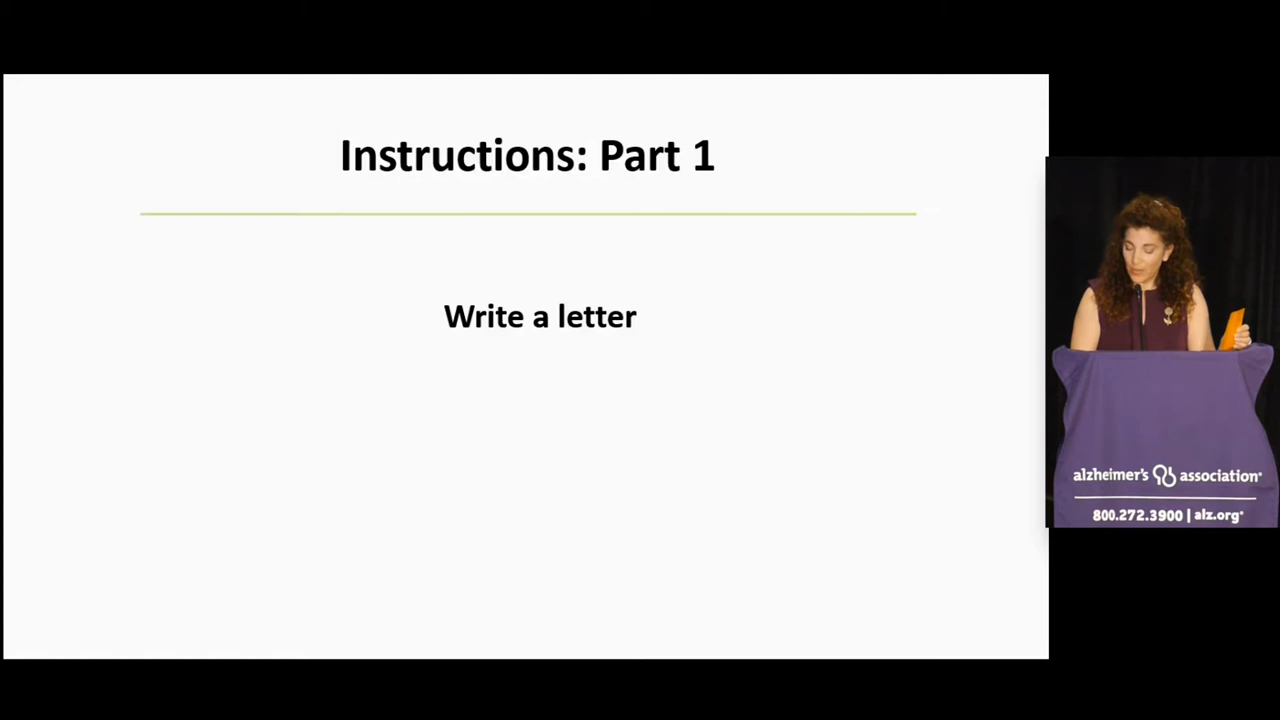 Instructions: Part 1
Write a letter
alzheimer's association®
800.272.3900 | alz.org®